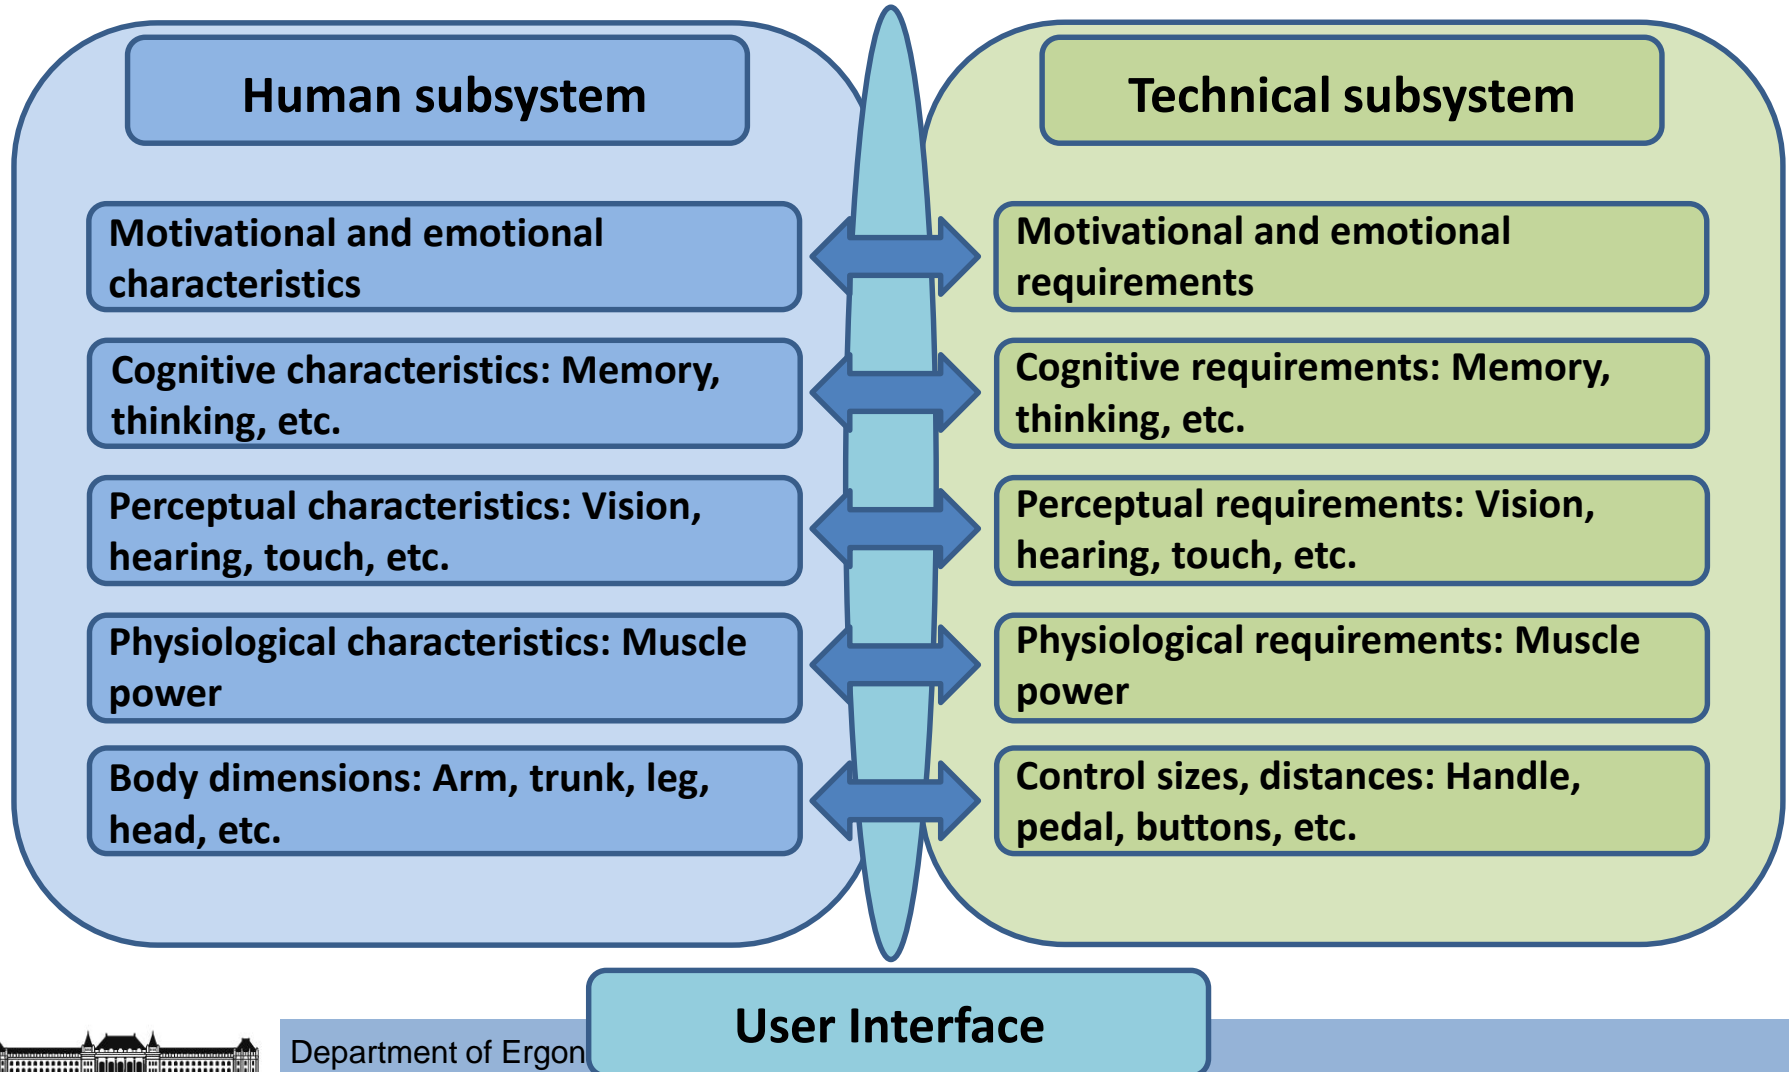 Human subsystem
Technical subsystem
Motivational and emotional
characteristics
Motivational and emotional
requirements
Cognitive characteristics: Memory,
thinking, etc.
Cognitive requirements: Memory,
thinking, etc.
Perceptual characteristics: Vision,
hearing, touch, etc.
Perceptual requirements: Vision,
hearing, touch, etc.
Physiological characteristics: Muscle
power
Physiological requirements: Muscle
power
Body dimensions: Arm, trunk, leg,
head, etc.
Control sizes, distances: Handle,
pedal, buttons, etc.
User Interface
Department of Ergon